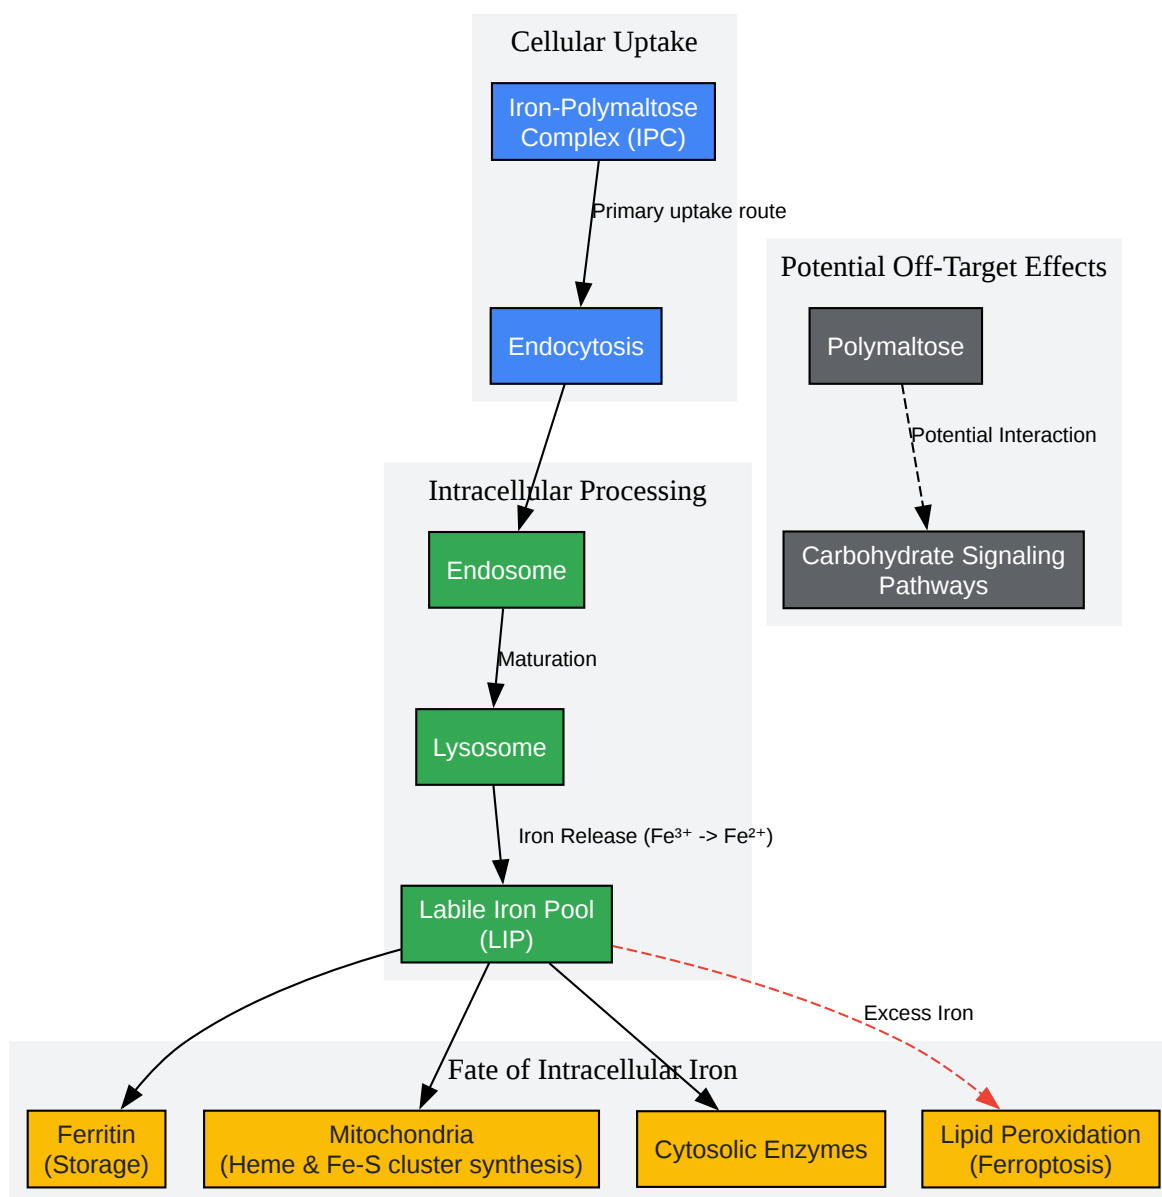 Cellular Uptake
Iron-Polymaltose
Complex (IPC)
Primary uptake route
Endocytosis
Potential Off-Target Effects
Polymaltose
Potential Interaction
Carbohydrate Signaling
Pathways
Intracellular Processing
Endosome
Maturation
Lysosome
Iron Release (Fe³⁺ -> Fe²⁺)
Labile Iron Pool
(LIP)
Excess Iron
Fate of Intracellular Iron
Ferritin
(Storage)
Mitochondria
(Heme & Fe-S cluster synthesis)
Cytosolic Enzymes
Lipid Peroxidation
(Ferroptosis)